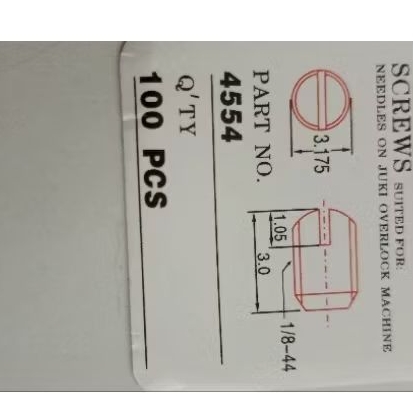 SCREWS SUITED FOR:
NEEDLES ON JUKI OVERLOCK MACHINE
3.175
1.05
3.0
1/8-44
PART NO.
4554
Q'TY
100 PCS